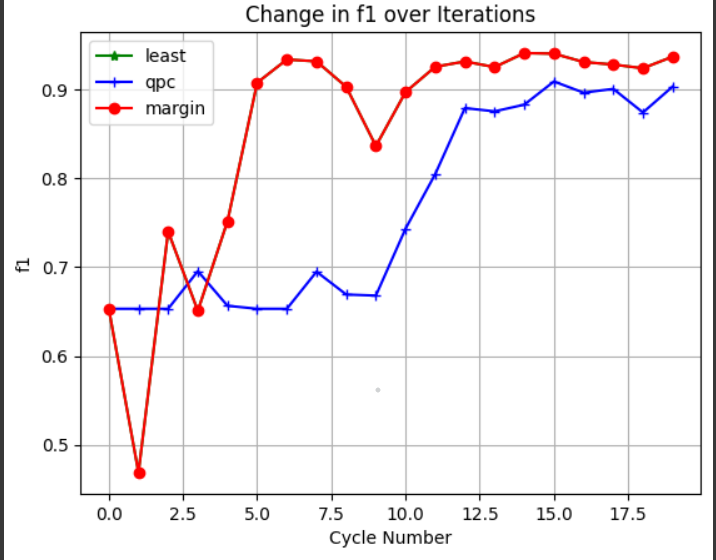 Change in f1 over Iterations
least
qpc
margin
0.9
0.8
0.7
f1
0.6
0.5
0.0 2.5 5.0 7.5 10.0 12.5 15.0 17.5
Cycle Number